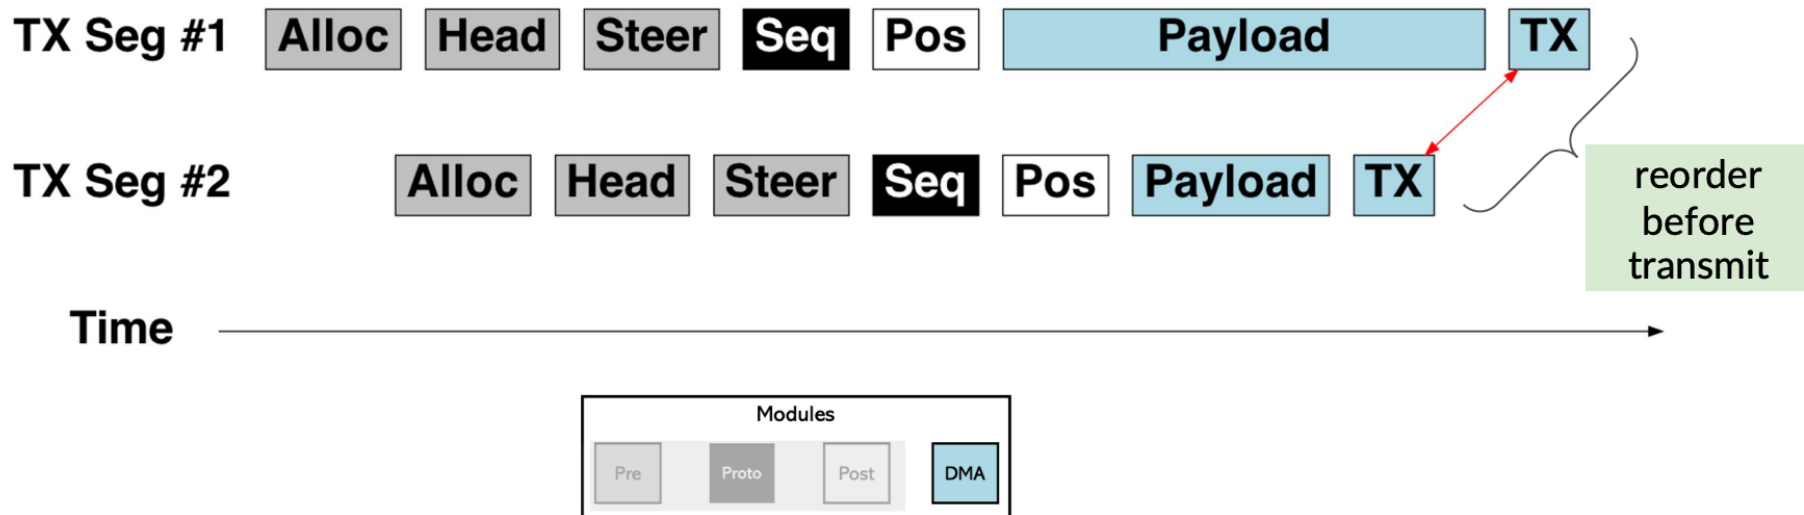 TX Seg #1 Alloc Head Steer Seq Pos Payload TX
TX Seg #2 Alloc Head Steer Seq Pos Payload TX
reorder
before
transmit
Time
Modules
Pre Proto Post DMA